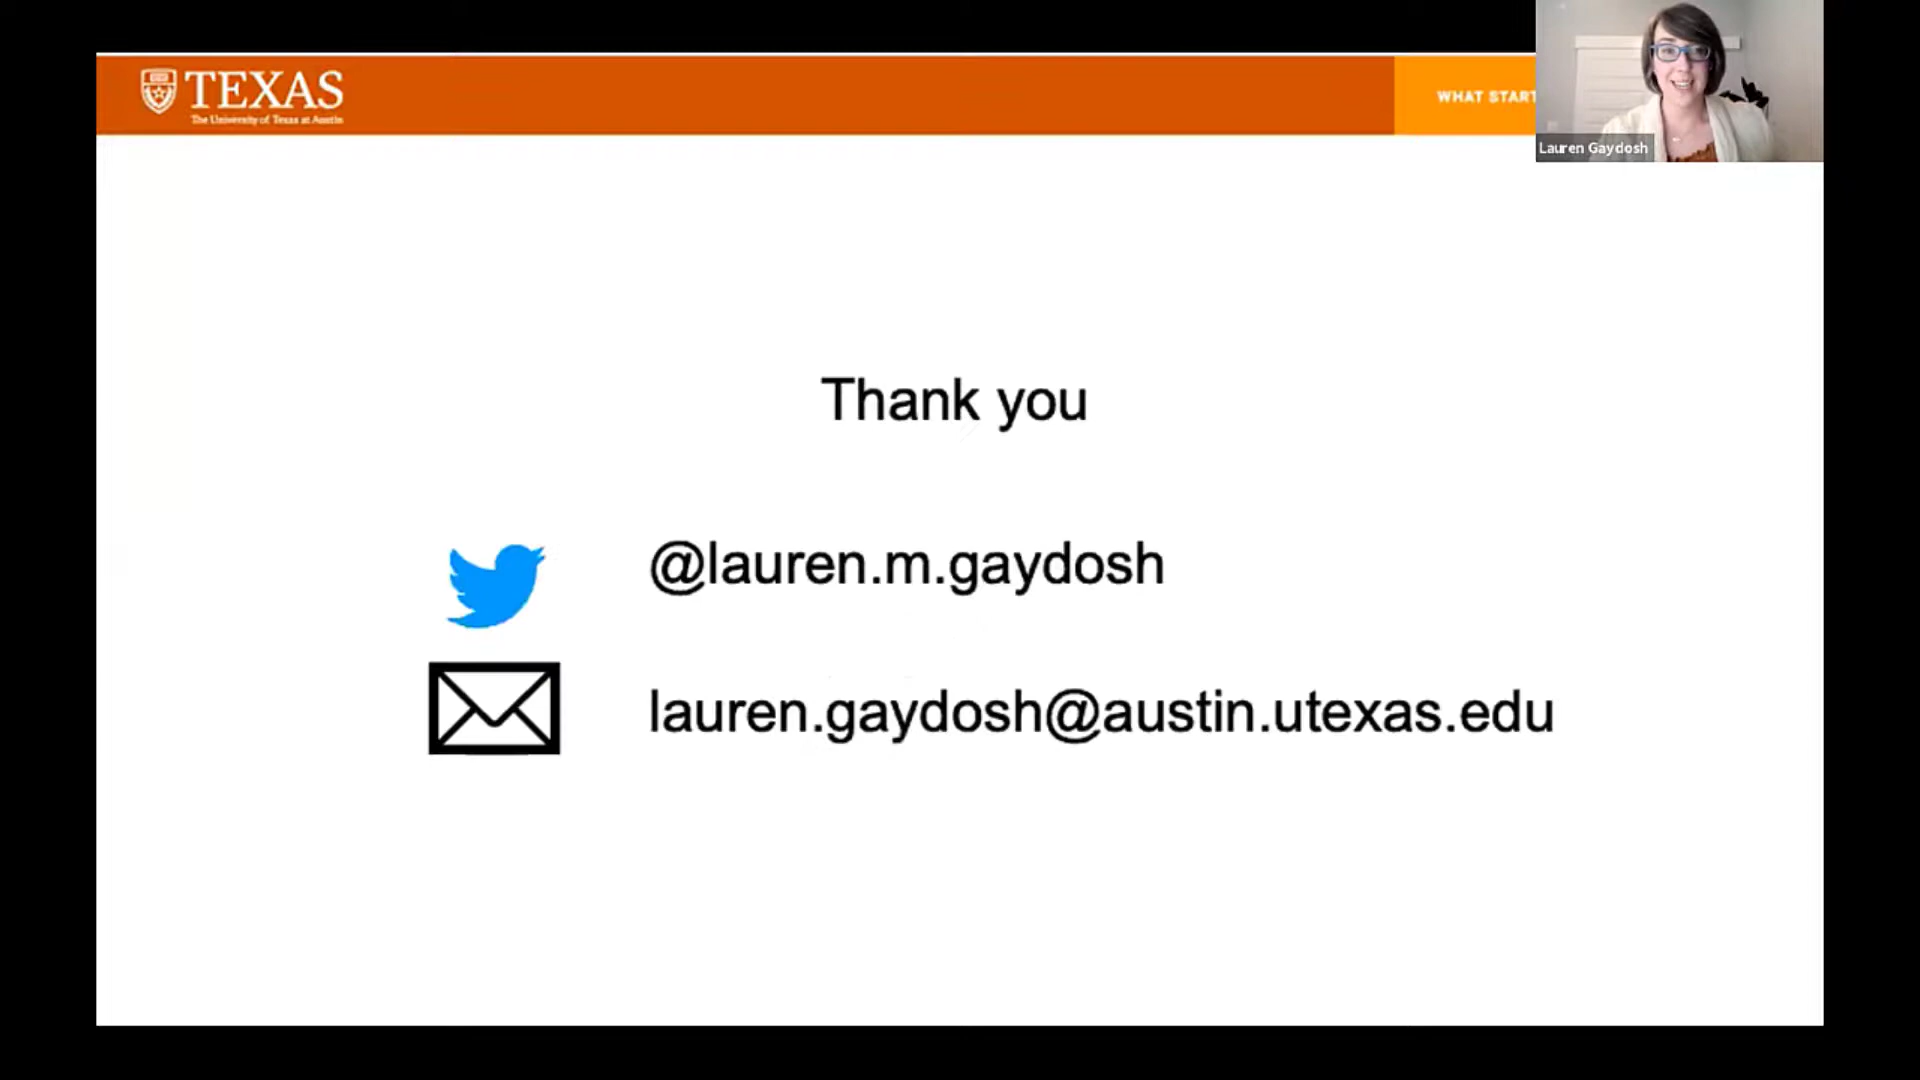 TEXAS
The University of Texas at Austin
WHAT START
Lauren Gaydosh
Thank you
@lauren.m.gaydosh
lauren.gaydosh@austin.utexas.edu